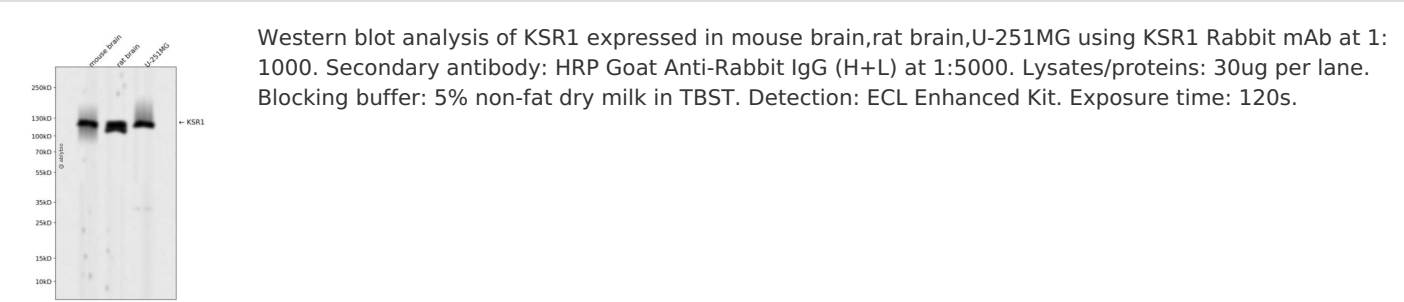 mouse brain
rat brain
U-251MG
Western blot analysis of KSR1 expressed in mouse brain,rat brain,U-251MG using KSR1 Rabbit mAb at 1:
1000. Secondary antibody: HRP Goat Anti-Rabbit IgG (H+L) at 1:5000. Lysates/proteins: 30ug per lane.
Blocking buffer: 5% non-fat dry milk in TBST. Detection: ECL Enhanced Kit. Exposure time: 120s.
250kD
130kD
← KSR1
100kD
70kD
55kD
35kD
25kD
15kD
10kD